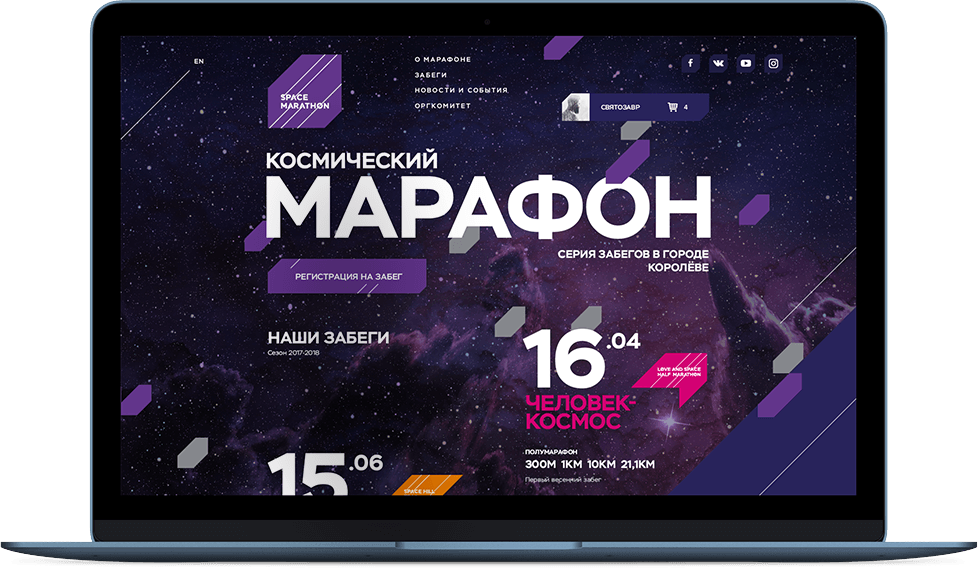 EN
SPACE
MARATHON
О МАРАФОНЕ
ЗАБЕГИ
НОВОСТИ И СОБЫТИЯ
ОРГКОМИТЕТ
СВЯТОЗАВР
4
КОСМИЧЕСКИЙ
МАРАФОН
СЕРИЯ ЗАБЕГОВ В ГОРОДЕ
КОРОЛЁВЕ
РЕГИСТРАЦИЯ НА ЗАБЕГ
НАШИ ЗАБЕГИ
Сезон 2017-2018
16.04
LOVE AND SPACE
HALF MARATHON
ЧЕЛОВЕК-
КОСМОС
ПОЛУМАРАФОН
300М 1КМ 10КМ 21,1КМ
Первый весенний забег
15.06
SPACE HILL